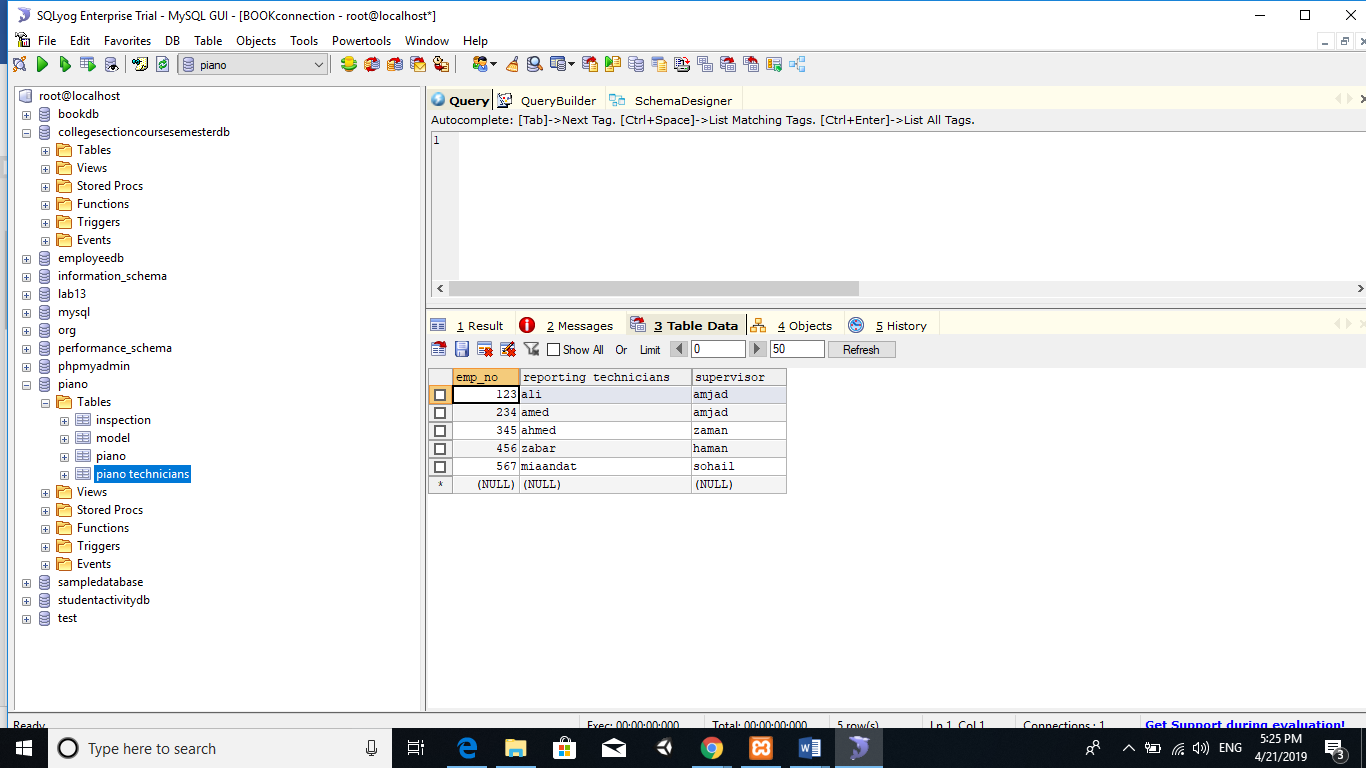 SQLyog Enterprise Trial - MySQL GUI - [BOOKconnection - root@localhost*]
File Edit Favorites DB Table Objects Tools Powertools Window Help
piano
root@localhost
bookdb
collegesectioncoursesemesterdb
Tables
Views
Stored Procs
Functions
Triggers
Events
employeedb
information_schema
lab13
mysql
org
performance_schema
phpmyadmin
piano
Tables
inspection
model
piano
piano technicians
Views
Stored Procs
Functions
Triggers
Events
sampledatabase
studentactivitydb
test
Query QueryBuilder SchemaDesigner
Autocomplete: [Tab]->Next Tag. [Ctrl+Space]->List Matching Tags. [Ctrl+Enter]->List All Tags.
1
1 Result 2 Messages 3 Table Data 4 Objects 5 History
Show All Or Limit 0 50 Refresh
emp_no reporting technicians supervisor
123 ali amjad
234 amed amjad
345 ahmed zaman
456 zabar haman
567 miaandat sohail
* (NULL) (NULL) (NULL)
Ready Exec: 00:00:00:000 Total: 00:00:00:000 5 row(s) Ln 1, Col 1 Connections : 1 Get Support during evaluation!
Type here to search ENG 5:25 PM
4/21/2019 3